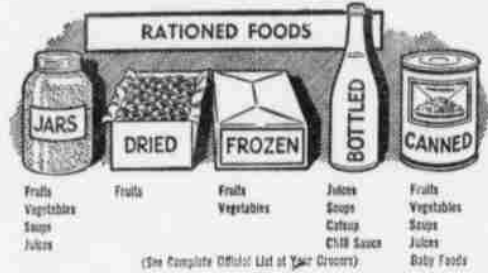 RATIONED FOODS
JARS
DRIED
FROZEN
BOTTLED
CANNED
Fruits
Vegetables
Soups
Juices
Fruits
Fruits
Vegetables
Juices
Soups
Catsup
Chili Sauce
Fruits
Vegetables
Soups
Juices
Baby Foods
(See Complete Official List at Your Grocers)